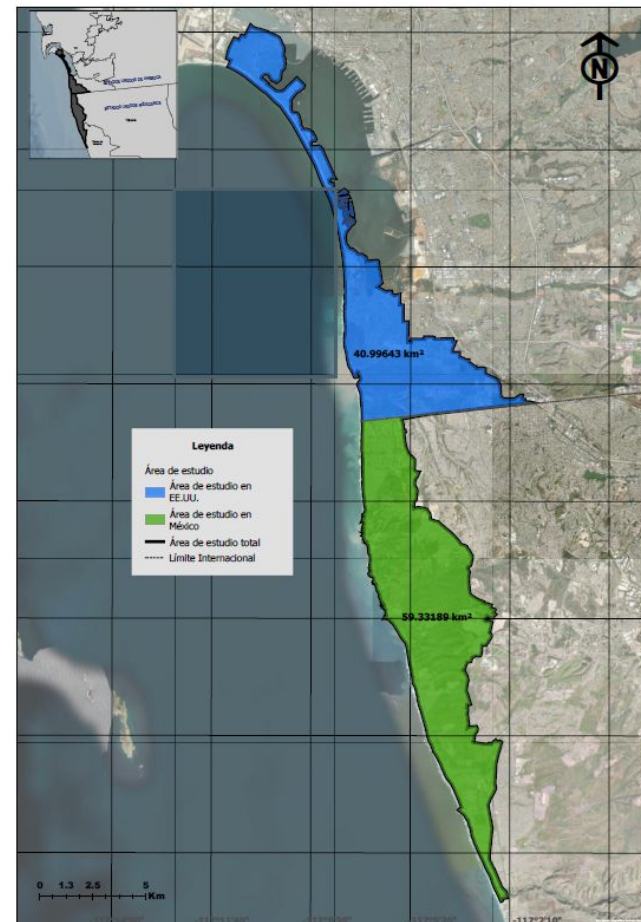 N
40.99643 km²
Leyenda
Área de estudio
Área de estudio en
EE.UU.
Área de estudio en
México
Área de estudio total
Límite Internacional
59.33189 km²
0 1.3 2.5 5
Km